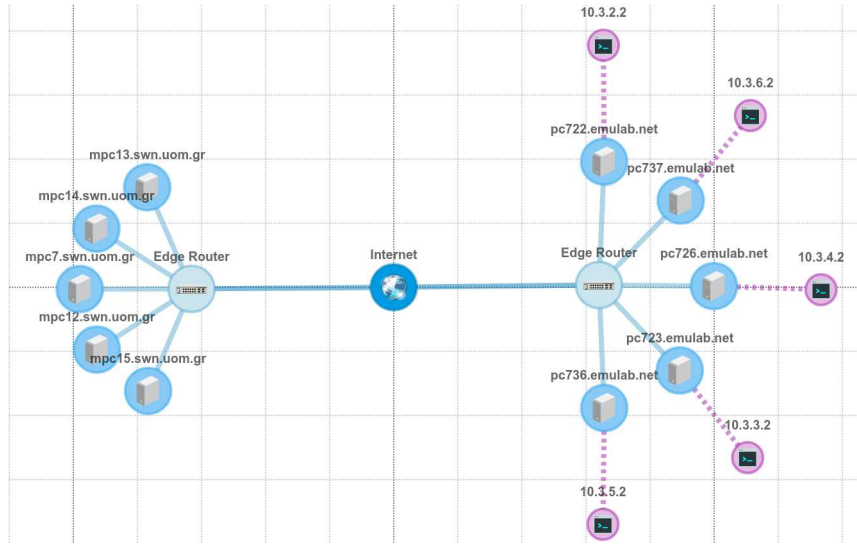 10.3.2.2
10.3.6.2
pc722.emulab.net
mpc13.swn.uom.gr
pc737.emulab.net
mpc14.swn.uom.gr
mpc7.swn.uom.gr
Edge Router
Internet
Edge Router
pc726.emulab.net
10.3.4.2
mpc12.swn.uom.gr
mpc15.swn.uom.gr
pc723.emulab.net
pc736.emulab.net
10.3.3.2
10.3.5.2